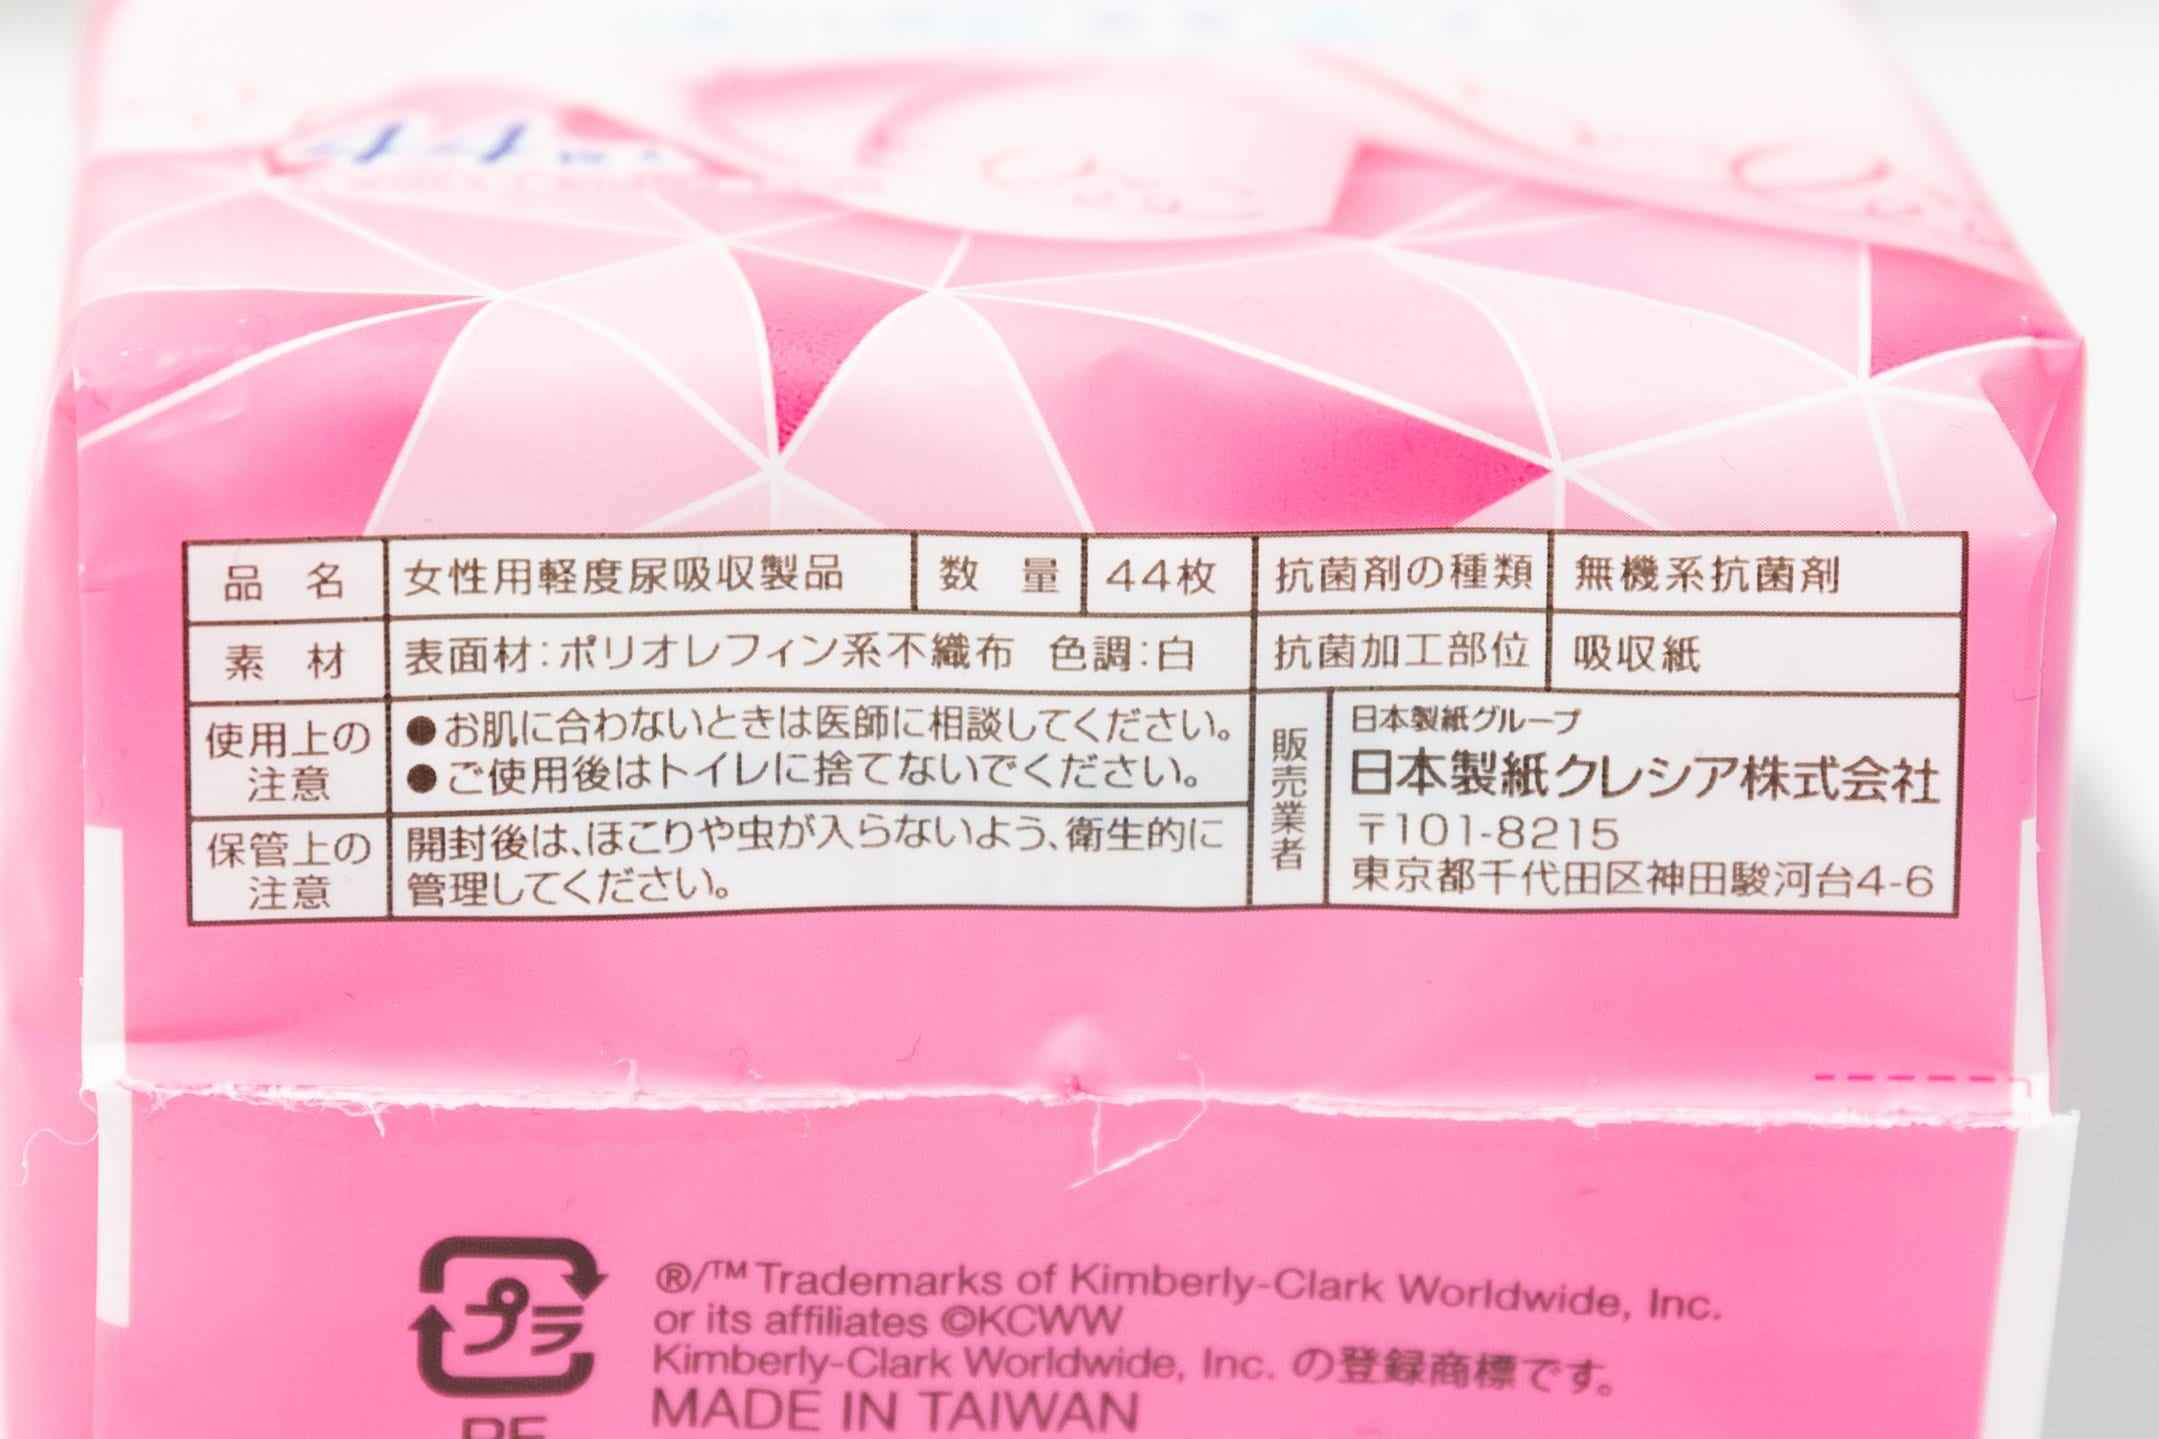 44枚入
品 名 女性用軽度尿吸収製品 数 量 44枚 抗菌剤の種類 無機系抗菌剤
素 材 表面材:ポリオレフィン系不織布 色調:白 抗菌加工部位 吸収紙
使用上の
注意
●お肌に合わないときは医師に相談してください。
●ご使用後はトイレに捨てないでください。
保管上の
注意
開封後は、ほこりや虫が入らないよう、衛生的に
管理してください。
販売業者
日本製紙グループ
日本製紙クレシア株式会社
〒101-8215
東京都千代田区神田駿河台4-6
プラ
PE
®/™ Trademarks of Kimberly-Clark Worldwide, Inc.
or its affiliates ©KCWW
Kimberly-Clark Worldwide, Inc. の登録商標です。
MADE IN TAIWAN